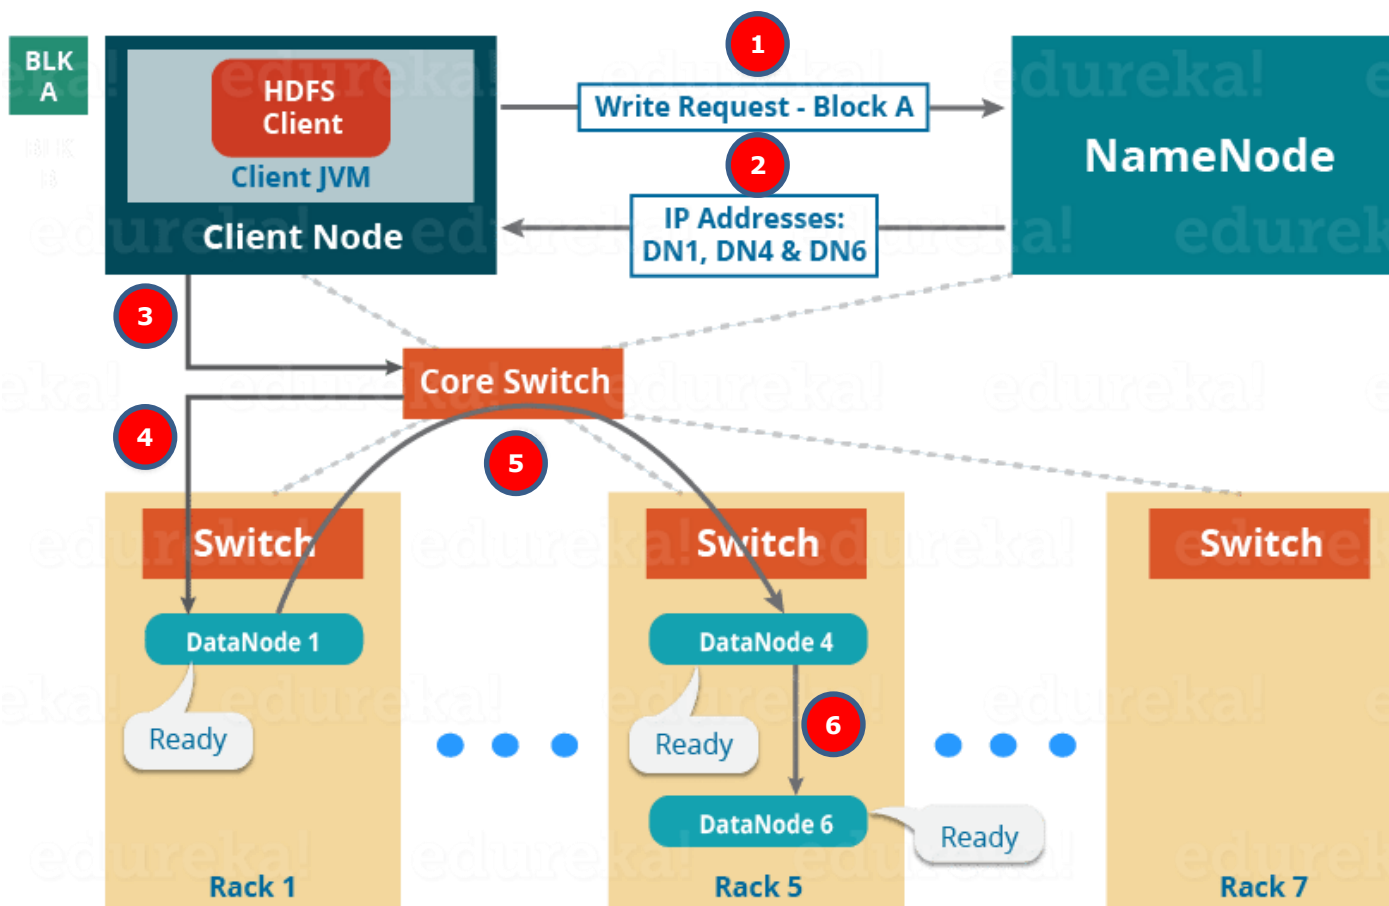 BLK
A
HDFS
Client
Client JVM
Client Node
1
Write Request - Block A
2
IP Addresses:
DN1, DN4 & DN6
NameNode
3
Core Switch
4
5
Switch
Switch
Switch
DataNode 1
DataNode 4
Ready
Ready
6
DataNode 6
Ready
Rack 1
Rack 5
Rack 7
edureka!